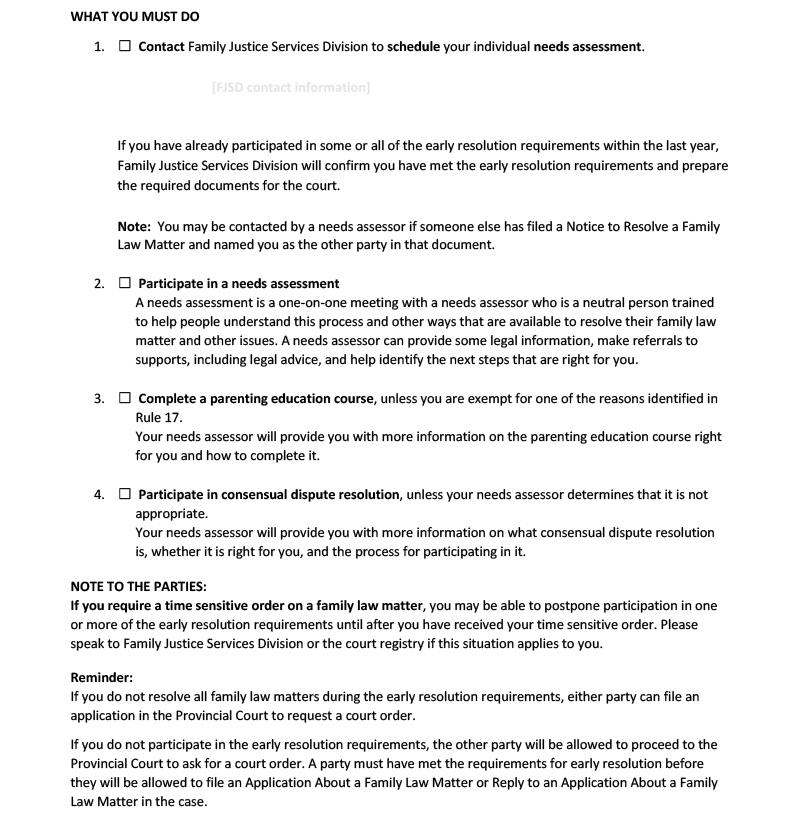 WHAT YOU MUST DO
1. ☐ Contact Family Justice Services Division to schedule your individual needs assessment.
[FJSD contact information]
If you have already participated in some or all of the early resolution requirements within the last year,
Family Justice Services Division will confirm you have met the early resolution requirements and prepare
the required documents for the court.
Note:  You may be contacted by a needs assessor if someone else has filed a Notice to Resolve a Family
Law Matter and named you as the other party in that document.
2. ☐ Participate in a needs assessment
A needs assessment is a one-on-one meeting with a needs assessor who is a neutral person trained
to help people understand this process and other ways that are available to resolve their family law
matter and other issues. A needs assessor can provide some legal information, make referrals to
supports, including legal advice, and help identify the next steps that are right for you.
3. ☐ Complete a parenting education course, unless you are exempt for one of the reasons identified in
Rule 17.
Your needs assessor will provide you with more information on the parenting education course right
for you and how to complete it.
4. ☐ Participate in consensual dispute resolution, unless your needs assessor determines that it is not
appropriate.
Your needs assessor will provide you with more information on what consensual dispute resolution
is, whether it is right for you, and the process for participating in it.
NOTE TO THE PARTIES:
If you require a time sensitive order on a family law matter, you may be able to postpone participation in one
or more of the early resolution requirements until after you have received your time sensitive order. Please
speak to Family Justice Services Division or the court registry if this situation applies to you.
Reminder:
If you do not resolve all family law matters during the early resolution requirements, either party can file an
application in the Provincial Court to request a court order.
If you do not participate in the early resolution requirements, the other party will be allowed to proceed to the
Provincial Court to ask for a court order. A party must have met the requirements for early resolution before
they will be allowed to file an Application About a Family Law Matter or Reply to an Application About a Family
Law Matter in the case.